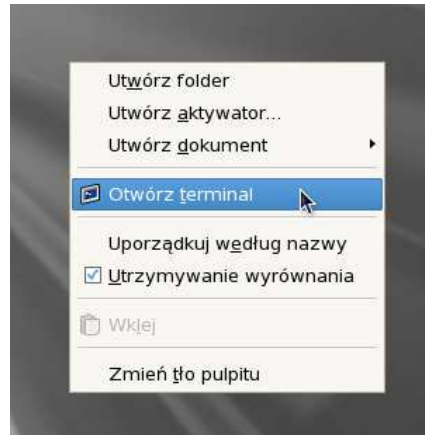 Utwórz folder
Utwórz aktywator...
Utwórz dokument
Otwórz terminal
Uporządkuj według nazwy
Utrzymywanie wyrównania
Wklej
Zmień tło pulpitu